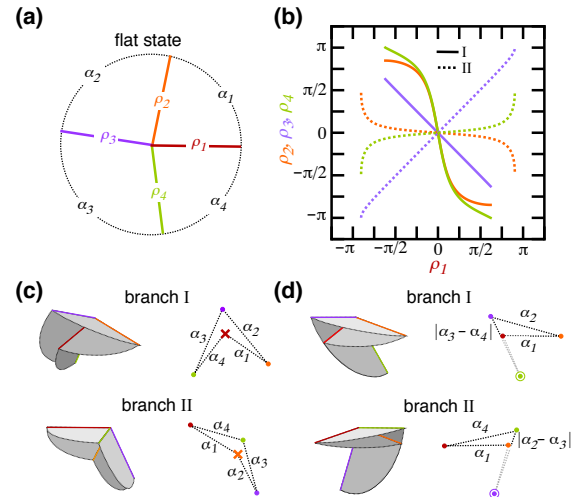 (a)
flat state
α₂
α₁
ρ₂
ρ₃
ρ₁
ρ₄
α₃
α₄
(b)
ρ₂, ρ₃, ρ₄
π
π/2
0
−π/2
−π
I
II
−π
−π/2
0
π/2
π
ρ₁
(c)
branch I
α₃
α₂
α₄
α₁
branch II
α₄
α₁
α₂
α₃
(d)
branch I
α₂
|α₃− α₄|
α₁
branch II
α₄
α₁
|α₂− α₃|